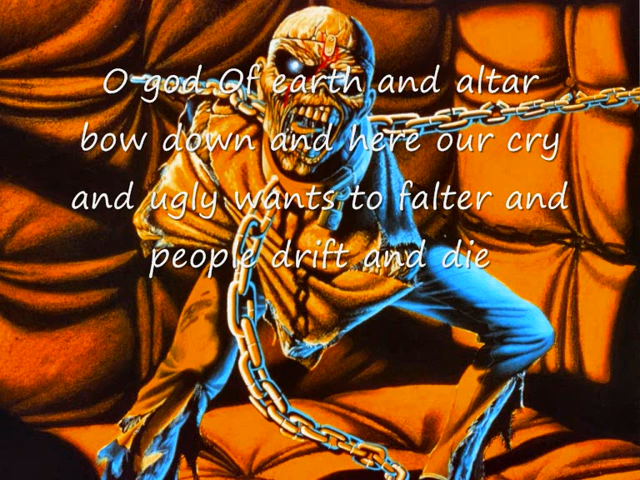 O god Of earth and altar
bow down and here our cry
and ugly wants to falter and
people drift and die